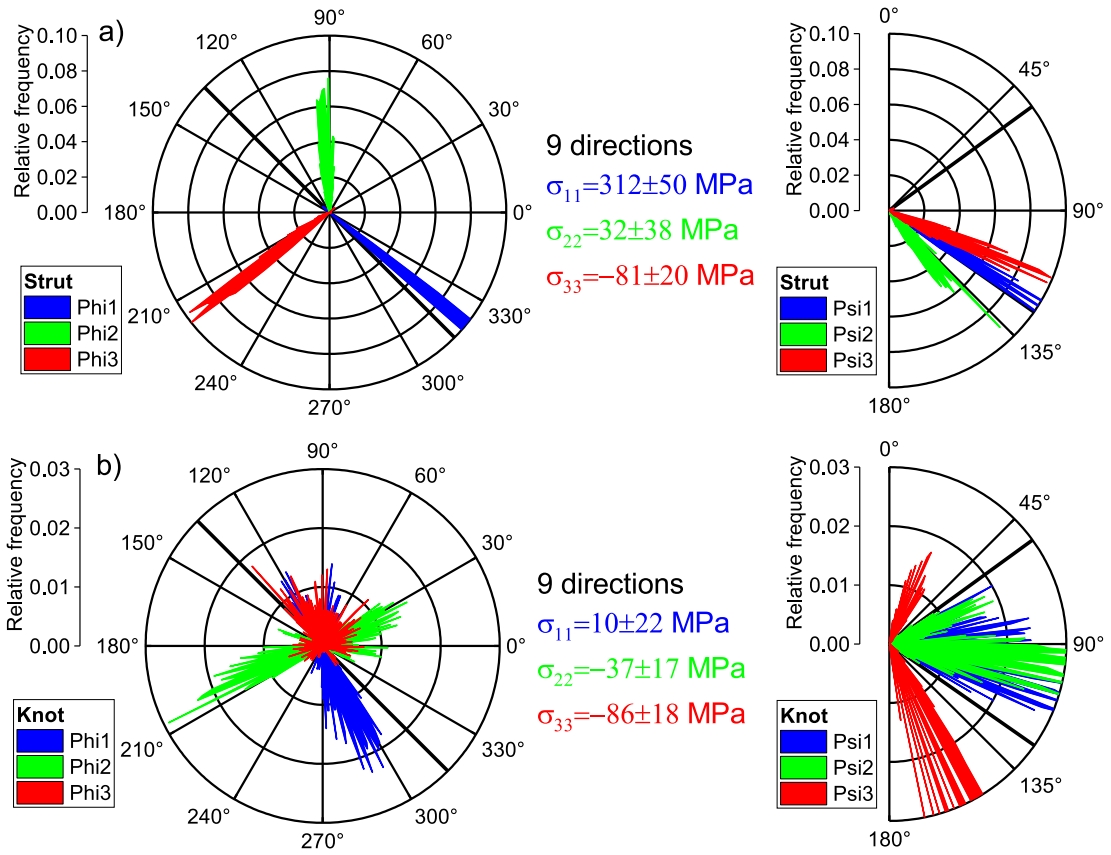 a)
Relative frequency
0.10
0.08
0.06
0.04
0.02
0.00
90°
120°
60°
150°
30°
180°
0°
210°
330°
240°
300°
270°
Strut
Phi1
Phi2
Phi3
9 directions
σ11=312±50 MPa
σ22=32±38 MPa
σ33=−81±20 MPa
Relative frequency
0.10
0.08
0.06
0.04
0.02
0.00
0°
45°
90°
135°
180°
Strut
Psi1
Psi2
Psi3
b)
Relative frequency
0.03
0.02
0.01
0.00
90°
120°
60°
150°
30°
180°
0°
210°
330°
240°
300°
270°
Knot
Phi1
Phi2
Phi3
9 directions
σ11=10±22 MPa
σ22=−37±17 MPa
σ33=−86±18 MPa
Relative frequency
0.03
0.02
0.01
0.00
0°
45°
90°
135°
180°
Knot
Psi1
Psi2
Psi3